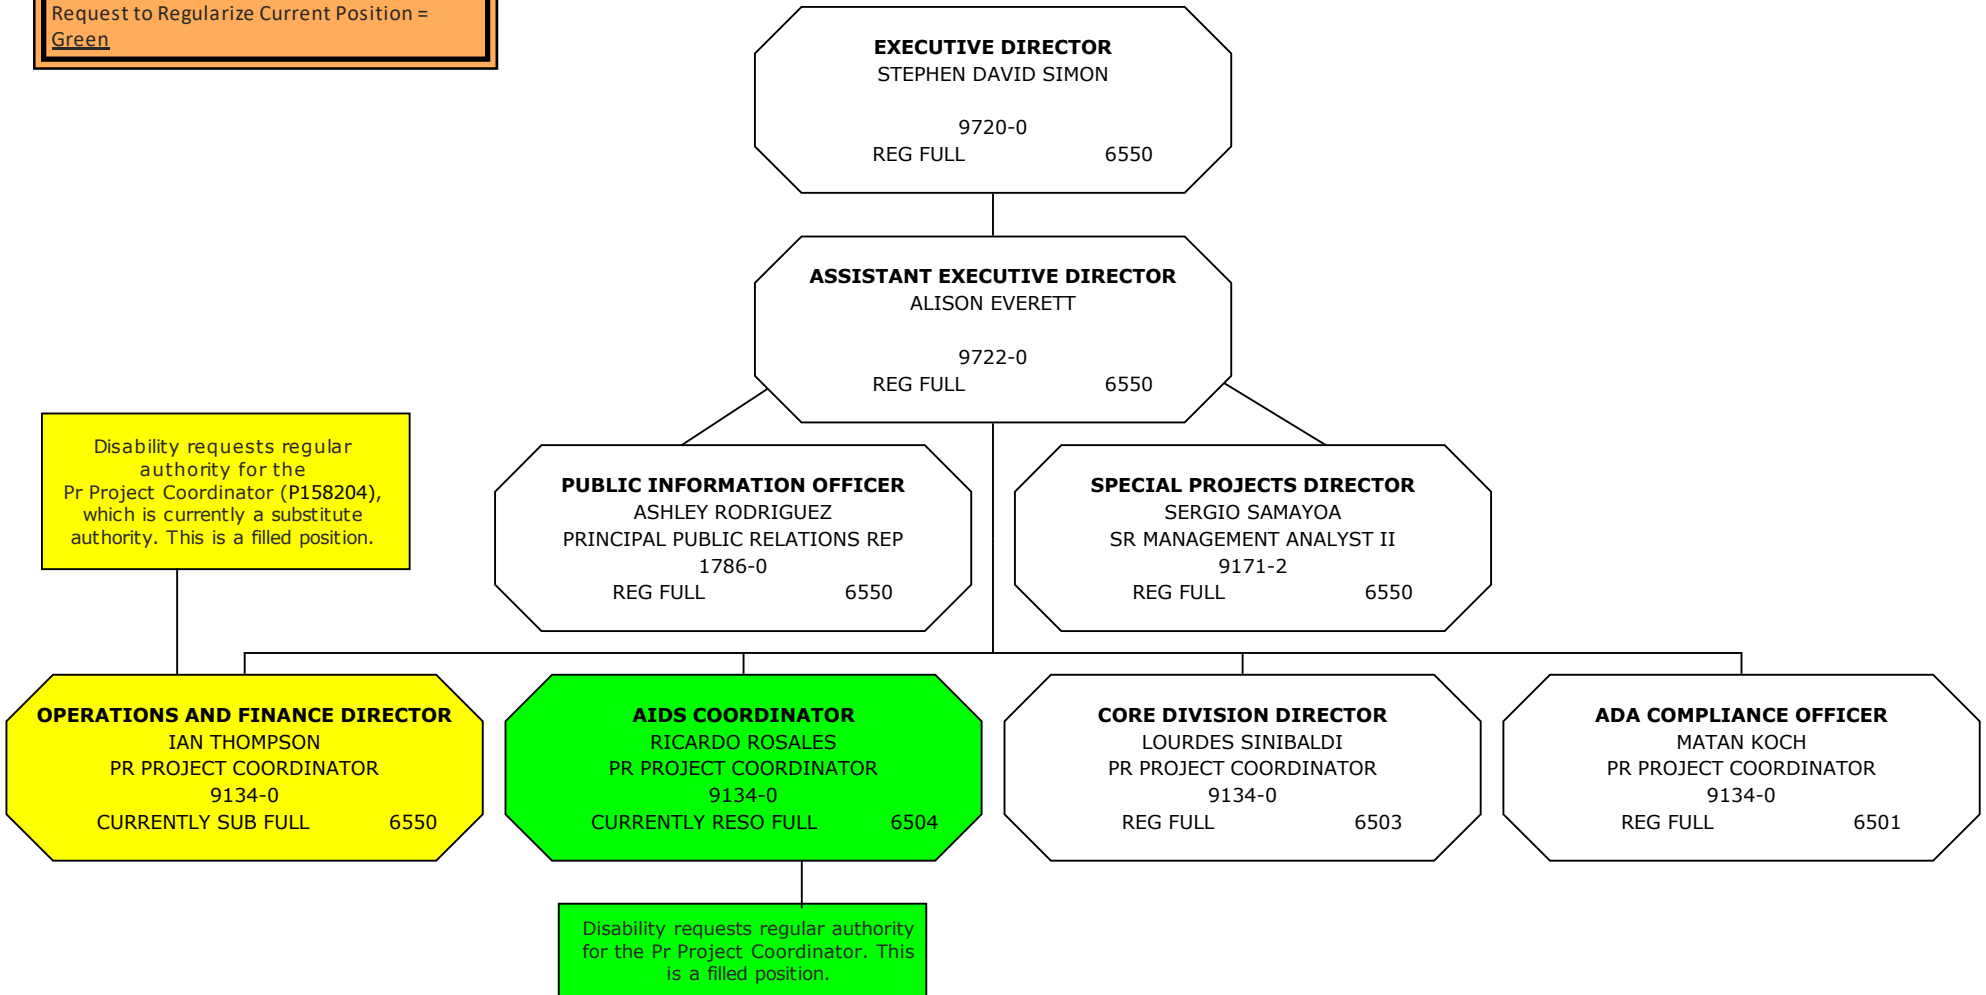 Request to Regularize Current Position =
Green
EXECUTIVE DIRECTOR
STEPHEN DAVID SIMON
9720-0
REG FULL 6550
ASSISTANT EXECUTIVE DIRECTOR
ALISON EVERETT
9722-0
REG FULL 6550
Disability requests regular
authority for the
Pr Project Coordinator (P158204),
which is currently a substitute
authority. This is a filled position.
PUBLIC INFORMATION OFFICER
ASHLEY RODRIGUEZ
PRINCIPAL PUBLIC RELATIONS REP
1786-0
REG FULL 6550
SPECIAL PROJECTS DIRECTOR
SERGIO SAMAYOA
SR MANAGEMENT ANALYST II
9171-2
REG FULL 6550
OPERATIONS AND FINANCE DIRECTOR
IAN THOMPSON
PR PROJECT COORDINATOR
9134-0
CURRENTLY SUB FULL 6550
AIDS COORDINATOR
RICARDO ROSALES
PR PROJECT COORDINATOR
9134-0
CURRENTLY RESO FULL 6504
CORE DIVISION DIRECTOR
LOURDES SINIBALDI
PR PROJECT COORDINATOR
9134-0
REG FULL 6503
ADA COMPLIANCE OFFICER
MATAN KOCH
PR PROJECT COORDINATOR
9134-0
REG FULL 6501
Disability requests regular authority
for the Pr Project Coordinator. This
is a filled position.